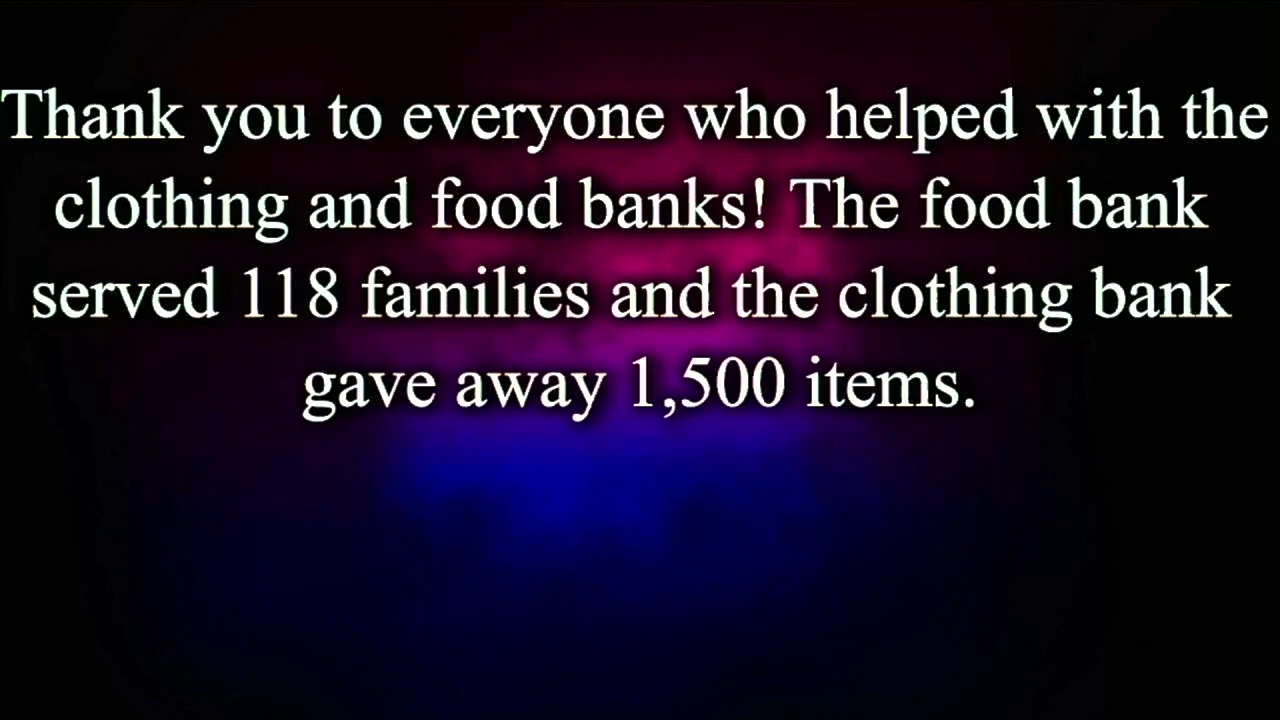 Thank you to everyone who helped with the
clothing and food banks! The food bank
served 118 families and the clothing bank
gave away 1,500 items.